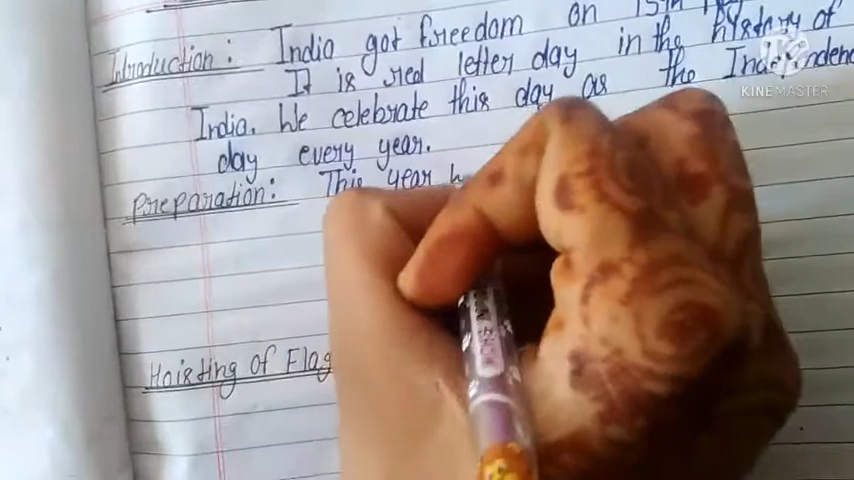 Introduction : India got freedom on 15th
It is red letter day in the history of
India. We celebrate this day as the Independence
day every year.
Preparation : This year
Hoisting of Flag
KINEMASTER